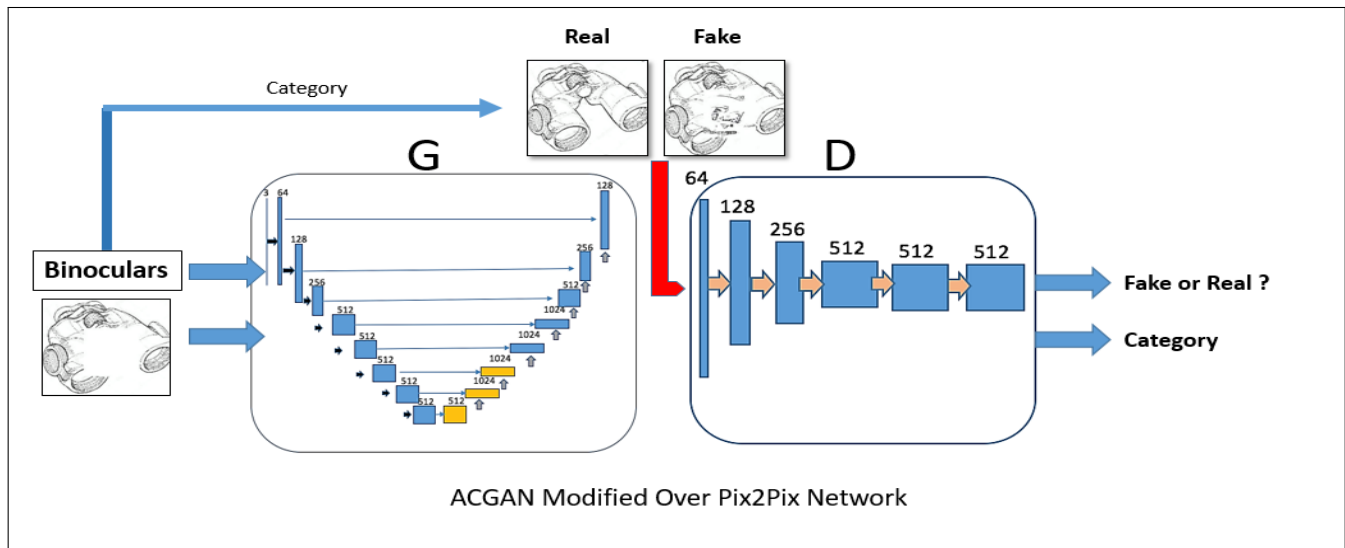 Real Fake
Category
G D
3 64 128
128 256
256 512
512 1024
512 1024
512 1024
512 1024
512 512
64
128
256
512 512 512
Binoculars
Fake or Real ?
Category
ACGAN Modified Over Pix2Pix Network